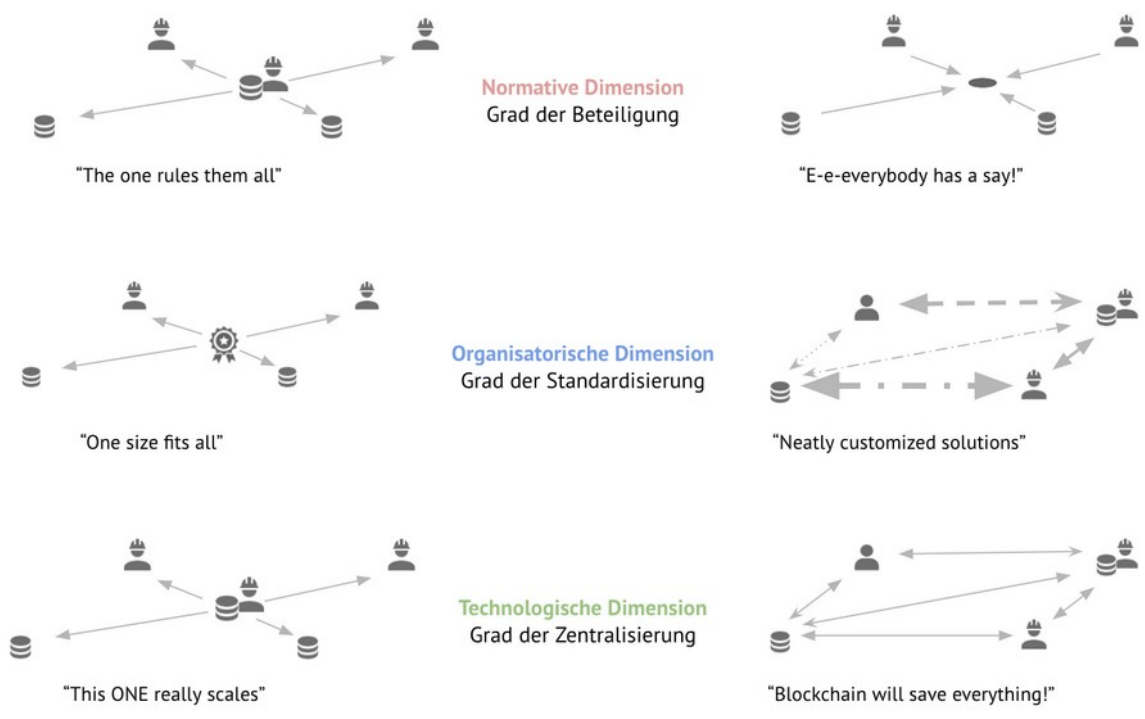 Normative Dimension
Grad der Beteiligung
“The one rules them all”
“E-e-everybody has a say!”
Organisatorische Dimension
Grad der Standardisierung
“One size fits all”
“Neatly customized solutions”
Technologische Dimension
Grad der Zentralisierung
“This ONE really scales”
“Blockchain will save everything!”